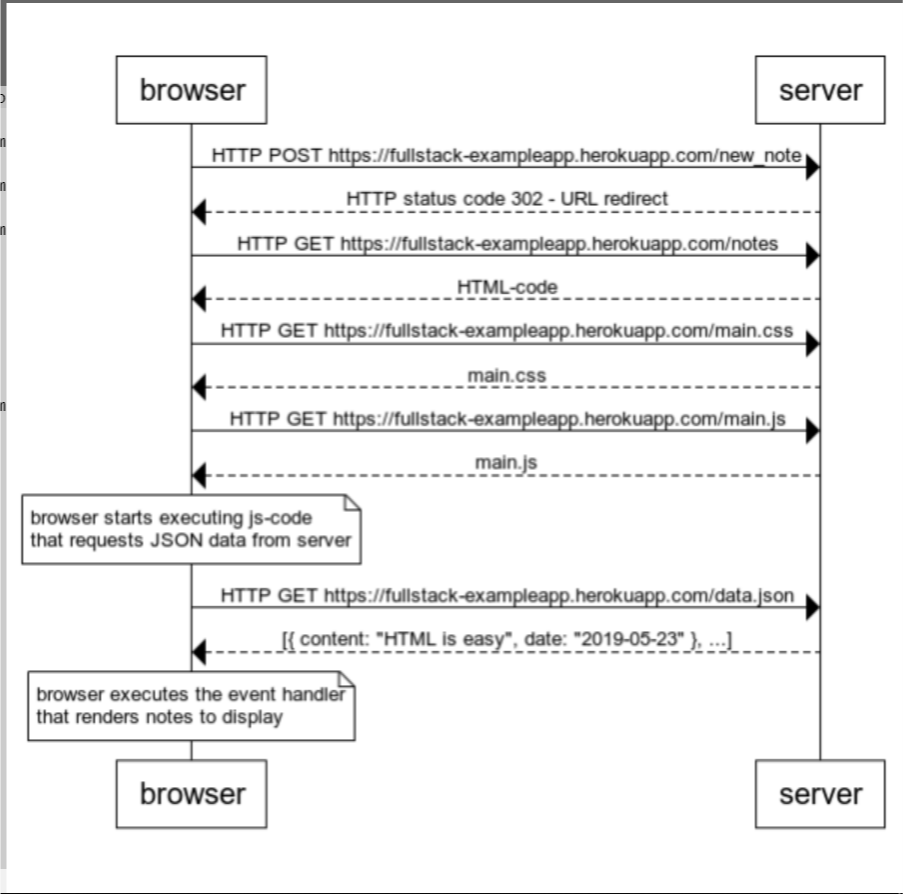 browser
server
HTTP POST https://fullstack-exampleapp.herokuapp.com/new_note
HTTP status code 302 - URL redirect
HTTP GET https://fullstack-exampleapp.herokuapp.com/notes
HTML-code
HTTP GET https://fullstack-exampleapp.herokuapp.com/main.css
main.css
HTTP GET https://fullstack-exampleapp.herokuapp.com/main.js
main.js
browser starts executing js-code
that requests JSON data from server
HTTP GET https://fullstack-exampleapp.herokuapp.com/data.json
[{ content: "HTML is easy", date: "2019-05-23" }, ...]
browser executes the event handler
that renders notes to display
browser
server